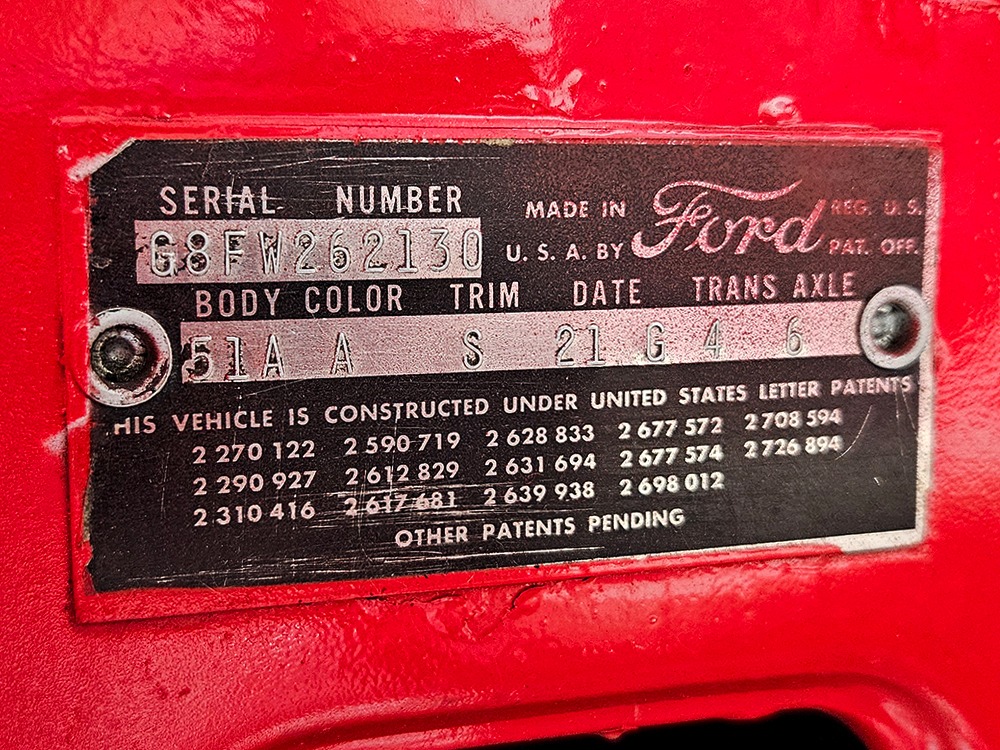 SERIAL NUMBER
G8FW262130
MADE IN
U. S. A. BY
Ford
REG. U. S.
PAT. OFF.
BODY COLOR TRIM DATE TRANS AXLE
51A A S 21 G 4 6
HIS VEHICLE IS CONSTRUCTED UNDER UNITED STATES LETTER PATENTS
2 270 122 2 590 719 2 628 833 2 677 572 2 708 594
2 290 927 2 612 829 2 631 694 2 677 574 2 726 894
2 310 416 2 617 681 2 639 938 2 698 012
OTHER PATENTS PENDING